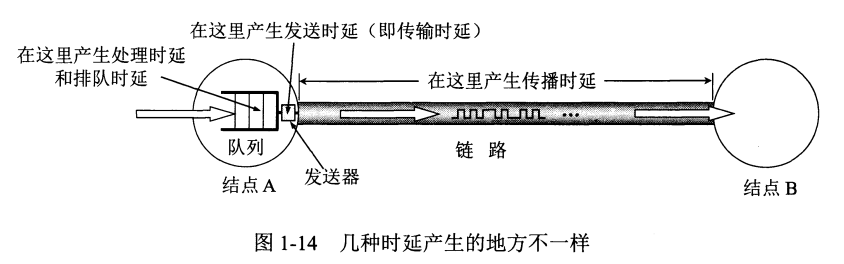 在这里产生发送时延（即传输时延）
在这里产生处理时延
和排队时延
在这里产生传播时延
队列
发送器
链 路
结点 A
结点 B
图 1-14 几种时延产生的地方不一样